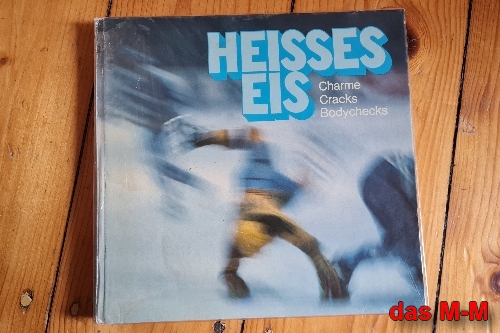 HEISSES
EIS
Charme
Cracks
Bodychecks
das M-M